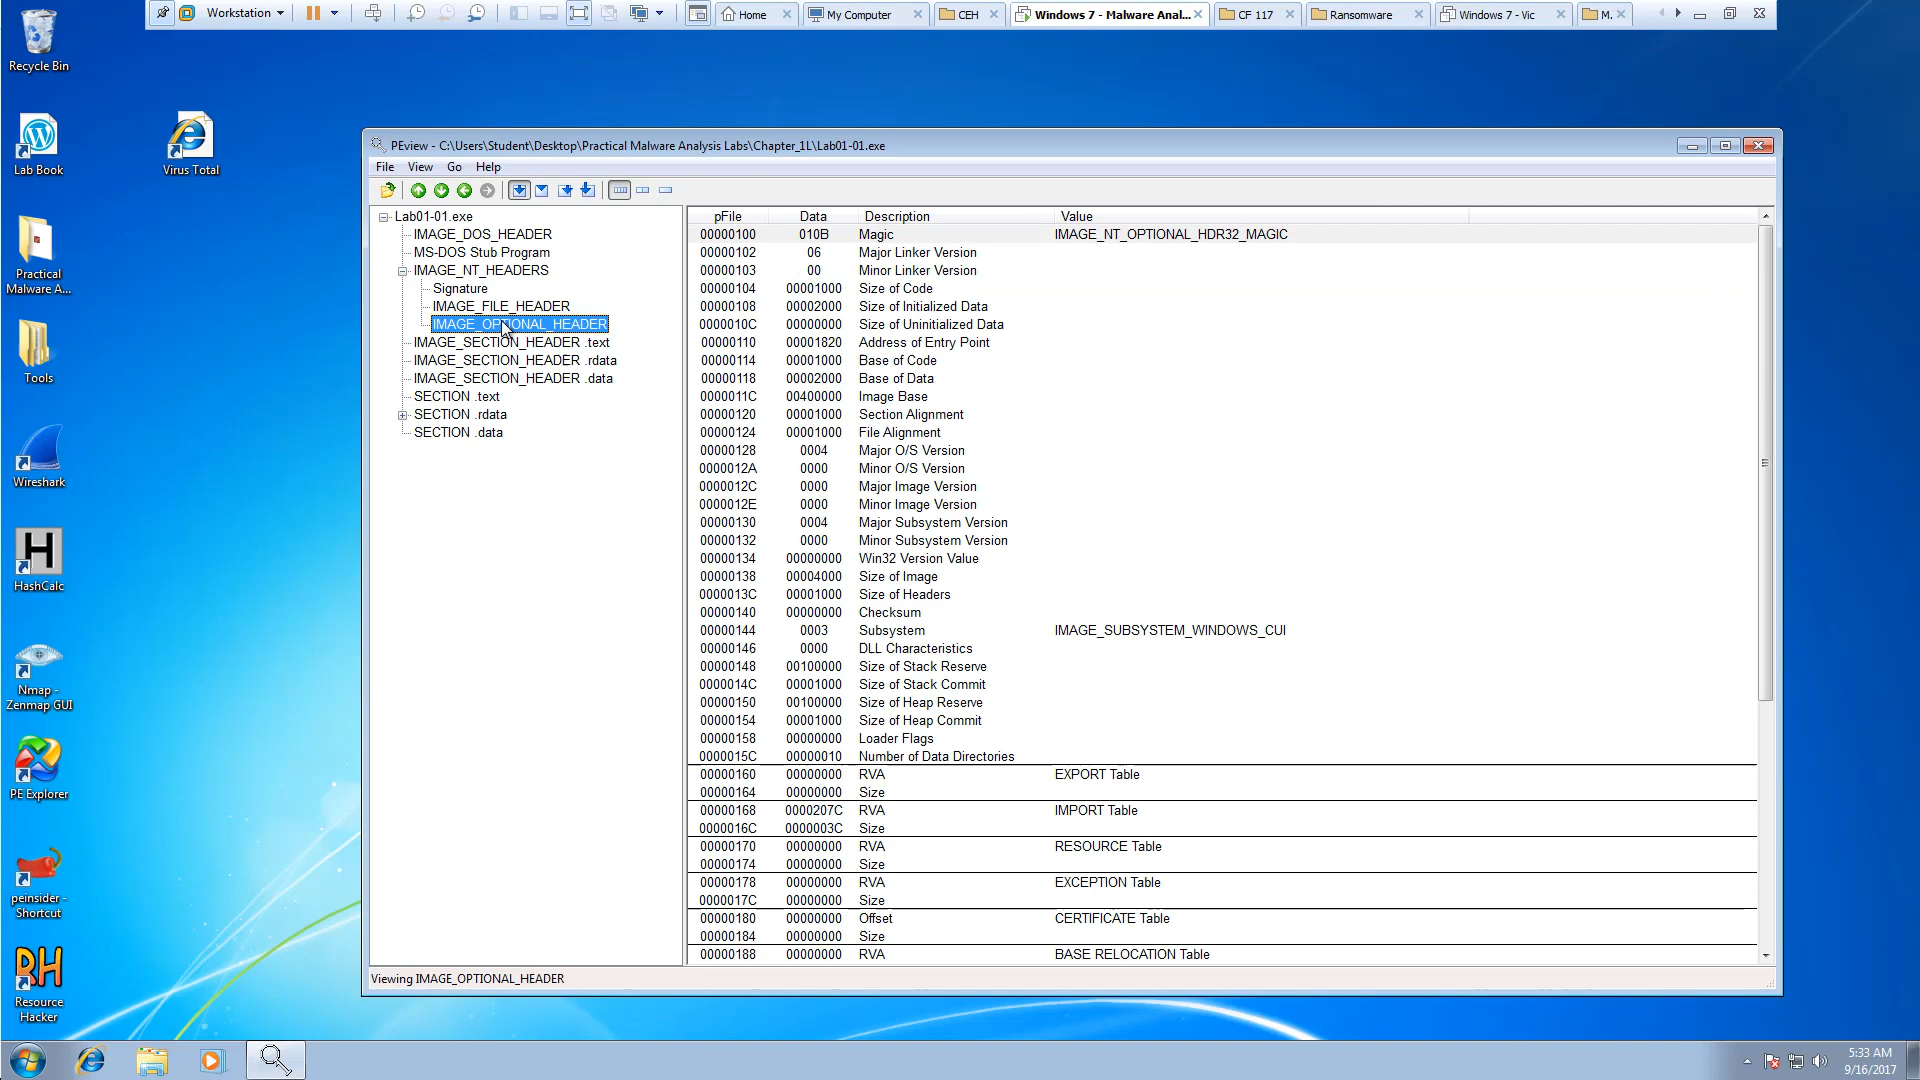 Workstation
Home
My Computer
CEH
Windows 7 - Malware Anal...
CF 117
Ransomware
Windows 7 - Vic
M.
Recycle Bin
Lab Book
Virus Total
Practical
Malware A...
Tools
Wireshark
HashCalc
Nmap -
Zenmap GUI
PE Explorer
peinsider -
Shortcut
Resource
Hacker
PEview - C:\Users\Student\Desktop\Practical Malware Analysis Labs\Chapter_1L\Lab01-01.exe
File View Go Help
Lab01-01.exe
IMAGE_DOS_HEADER
MS-DOS Stub Program
IMAGE_NT_HEADERS
Signature
IMAGE_FILE_HEADER
IMAGE_OPTIONAL_HEADER
IMAGE_SECTION_HEADER .text
IMAGE_SECTION_HEADER .rdata
IMAGE_SECTION_HEADER .data
SECTION .text
SECTION .rdata
SECTION .data
pFile Data Description Value
00000100 010B Magic IMAGE_NT_OPTIONAL_HDR32_MAGIC
00000102 06 Major Linker Version
00000103 00 Minor Linker Version
00000104 00001000 Size of Code
00000108 00002000 Size of Initialized Data
0000010C 00000000 Size of Uninitialized Data
00000110 00001820 Address of Entry Point
00000114 00001000 Base of Code
00000118 00002000 Base of Data
0000011C 00400000 Image Base
00000120 00001000 Section Alignment
00000124 00001000 File Alignment
00000128 0004 Major O/S Version
0000012A 0000 Minor O/S Version
0000012C 0000 Major Image Version
0000012E 0000 Minor Image Version
00000130 0004 Major Subsystem Version
00000132 0000 Minor Subsystem Version
00000134 00000000 Win32 Version Value
00000138 00004000 Size of Image
0000013C 00001000 Size of Headers
00000140 00000000 Checksum
00000144 0003 Subsystem IMAGE_SUBSYSTEM_WINDOWS_CUI
00000146 0000 DLL Characteristics
00000148 00100000 Size of Stack Reserve
0000014C 00001000 Size of Stack Commit
00000150 00100000 Size of Heap Reserve
00000154 00001000 Size of Heap Commit
00000158 00000000 Loader Flags
0000015C 00000010 Number of Data Directories
00000160 00000000 RVA EXPORT Table
00000164 00000000 Size
00000168 0000207C RVA IMPORT Table
0000016C 0000003C Size
00000170 00000000 RVA RESOURCE Table
00000174 00000000 Size
00000178 00000000 RVA EXCEPTION Table
0000017C 00000000 Size
00000180 00000000 Offset CERTIFICATE Table
00000184 00000000 Size
00000188 00000000 RVA BASE RELOCATION Table
Viewing IMAGE_OPTIONAL_HEADER
5:33 AM
9/16/2017